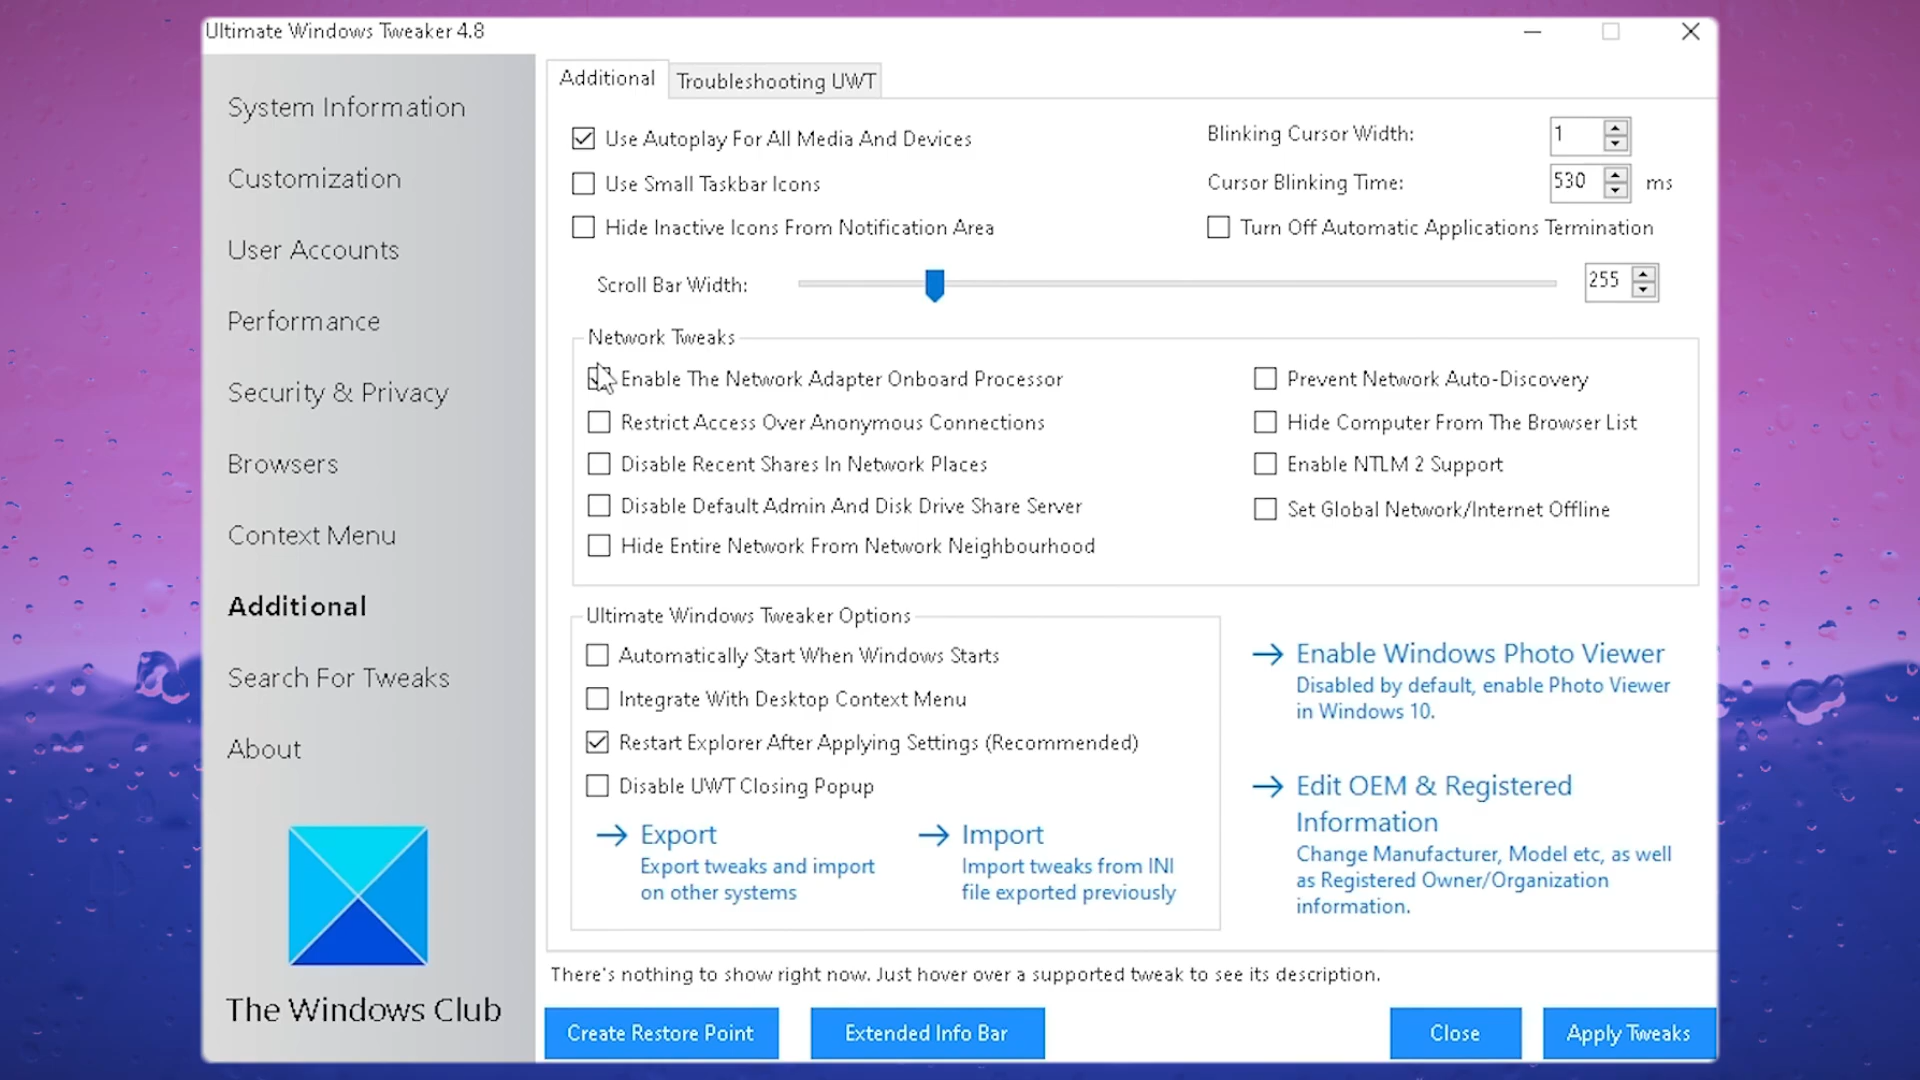 Ultimate Windows Tweaker 4.8
System Information
Customization
User Accounts
Performance
Security & Privacy
Browsers
Context Menu
Additional
Search For Tweaks
About
The Windows Club
Additional
Troubleshooting UWT
Use Autoplay For All Media And Devices
Use Small Taskbar Icons
Hide Inactive Icons From Notification Area
Blinking Cursor Width:
1
Cursor Blinking Time:
530
ms
Turn Off Automatic Applications Termination
Scroll Bar Width:
255
Network Tweaks
Enable The Network Adapter Onboard Processor
Restrict Access Over Anonymous Connections
Disable Recent Shares In Network Places
Disable Default Admin And Disk Drive Share Server
Hide Entire Network From Network Neighbourhood
Prevent Network Auto-Discovery
Hide Computer From The Browser List
Enable NTLM 2 Support
Set Global Network/Internet Offline
Ultimate Windows Tweaker Options
Automatically Start When Windows Starts
Integrate With Desktop Context Menu
Restart Explorer After Applying Settings (Recommended)
Disable UWT Closing Popup
Export
Export tweaks and import
on other systems
Import
Import tweaks from INI
file exported previously
Enable Windows Photo Viewer
Disabled by default, enable Photo Viewer
in Windows 10.
Edit OEM & Registered
Information
Change Manufacturer, Model etc, as well
as Registered Owner/Organization
information.
There's nothing to show right now. Just hover over a supported tweak to see its description.
Create Restore Point
Extended Info Bar
Close
Apply Tweaks